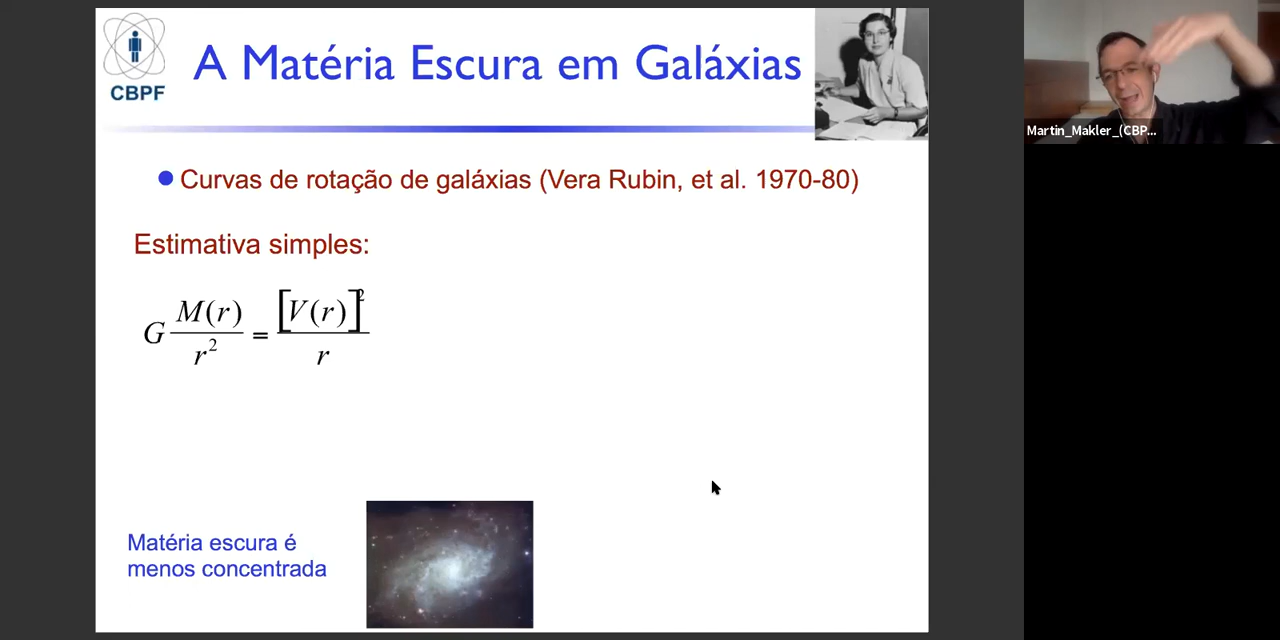 CBPF
A Matéria Escura em Galáxias
Martin_Makler_(CBP...
Curvas de rotação de galáxias (Vera Rubin, et al. 1970-80)
Estimativa simples:
G M(r) / r² = [V(r)]² / r
Matéria escura é
menos concentrada